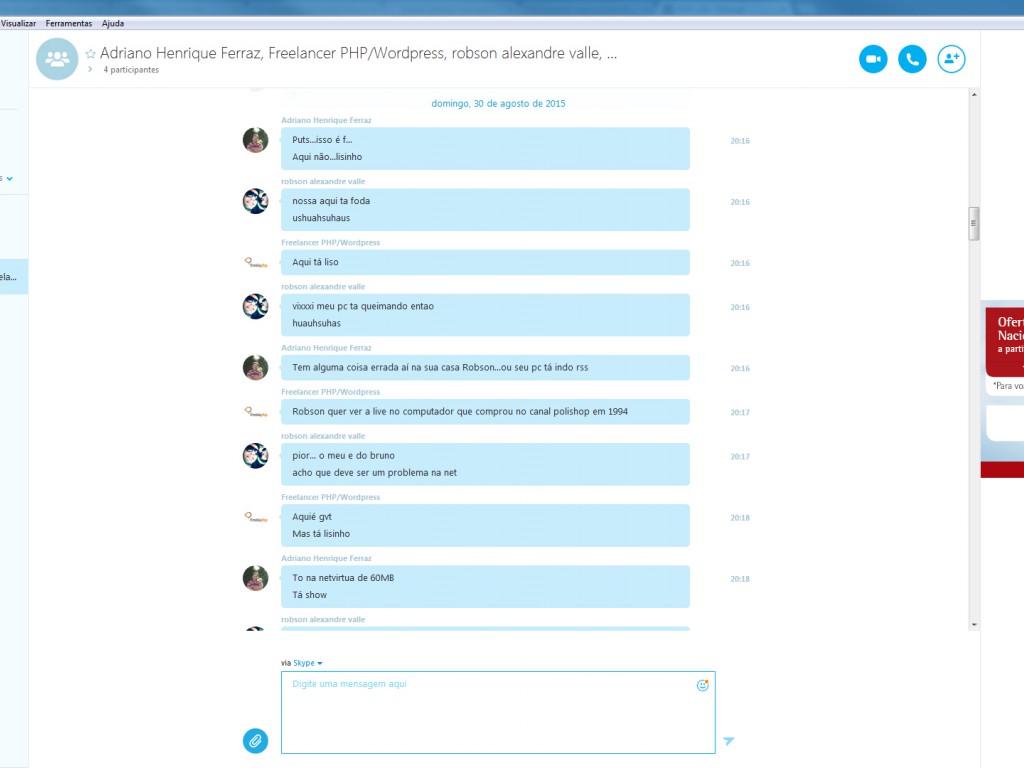 Visualizar Ferramentas Ajuda
Adriano Henrique Ferraz, Freelancer PHP/Wordpress, robson alexandre valle, ...
4 participantes
domingo, 30 de agosto de 2015
Adriano Henrique Ferraz
Puts...isso é f...
20:16
Aqui não...lisinho
robson alexandre valle
nossa aqui ta foda
20:16
ushuahsuhaus
Freelancer PHP/Wordpress
Aqui tá liso
20:16
robson alexandre valle
vixxxi meu pc ta queimando entao
20:16
huauhsuhas
Adriano Henrique Ferraz
Tem alguma coisa errada aí na sua casa Robson...ou seu pc tá indo rss
20:16
Freelancer PHP/Wordpress
Robson quer ver a live no computador que comprou no canal polishop em 1994
20:17
robson alexandre valle
pior... o meu e do bruno
20:17
acho que deve ser um problema na net
Freelancer PHP/Wordpress
Aquié gvt
20:18
Mas tá lisinho
Adriano Henrique Ferraz
To na netvirtua de 60MB
20:18
Tá show
robson alexandre valle
via Skype
Digite uma mensagem aqui
s
ela...
Ofert
Nacio
a parti
*Para vo